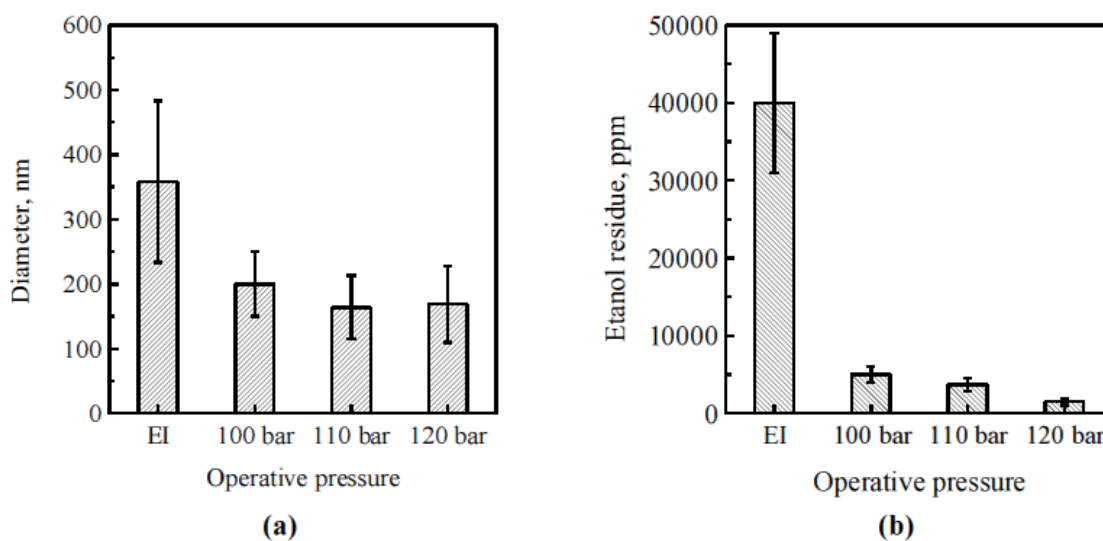 600
500
400
300
200
100
0
Diameter, nm
EI 100 bar 110 bar 120 bar
Operative pressure
(a)
50000
40000
30000
20000
10000
0
Etanol residue, ppm
EI 100 bar 110 bar 120 bar
Operative pressure
(b)